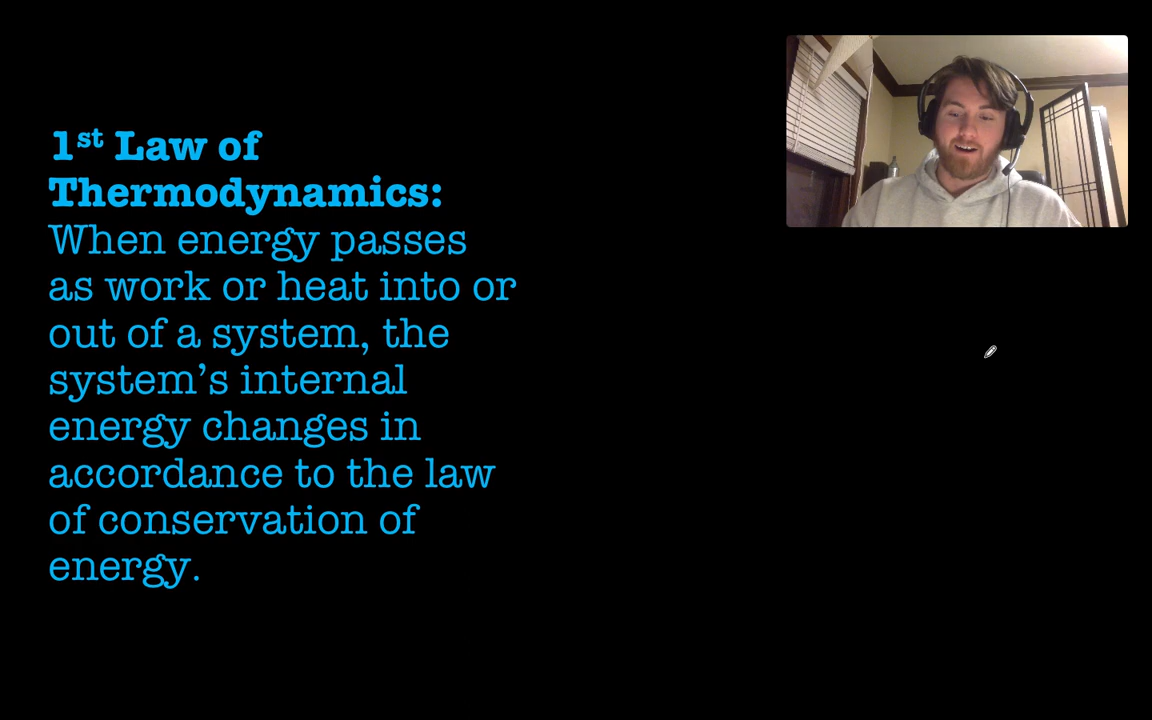 1st Law of
Thermodynamics:
When energy passes
as work or heat into or
out of a system, the
system’s internal
energy changes in
accordance to the law
of conservation of
energy.